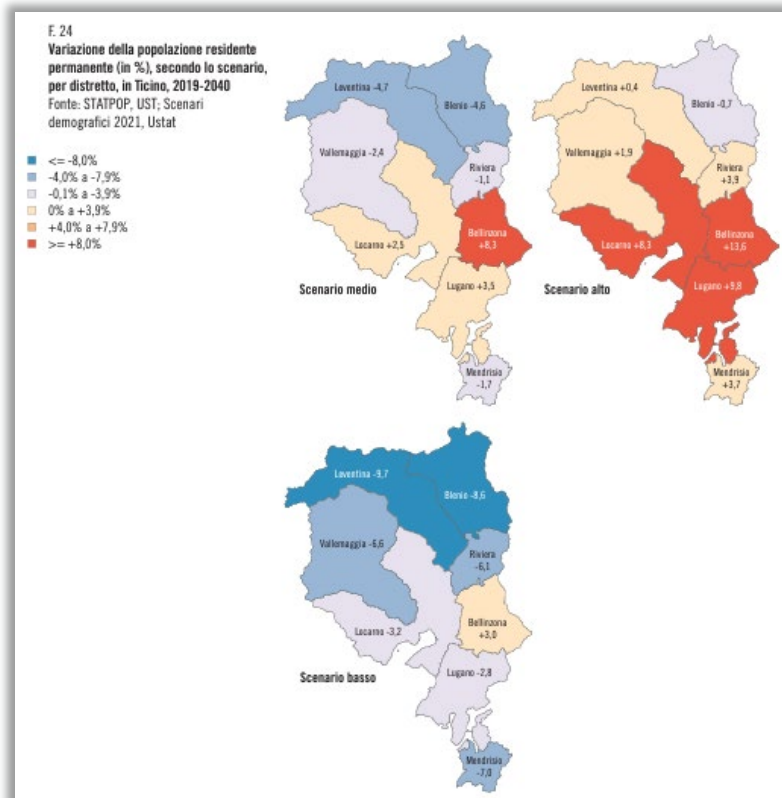 F. 24
Variazione della popolazione residente
permanente (in %), secondo lo scenario,
per distretto, in Ticino, 2019-2040
Fonte: STATPOP, UST; Scenari
demografici 2021, Ustat
<= -8,0%
-4,0% a -7,9%
-0,1% a -3,9%
0% a +3,9%
+4,0% a +7,9%
>= +8,0%
Leventina -4,7
Blenio -4,6
Vallemaggia -2,4
Riviera
-1,1
Bellinzona
+8,3
Locarno +2,5
Lugano +3,5
Mendrisio
-1,7
Scenario medio
Leventina +0,4
Blenio -0,7
Vallemaggia +1,9
Riviera
+3,9
Bellinzona
+13,6
Locarno +8,3
Lugano +9,8
Mendrisio
+3,7
Scenario alto
Leventina -9,7
Blenio -8,6
Vallemaggia -6,6
Riviera
-6,1
Bellinzona
+3,0
Locarno -3,2
Lugano -2,8
Mendrisio
-7,0
Scenario basso